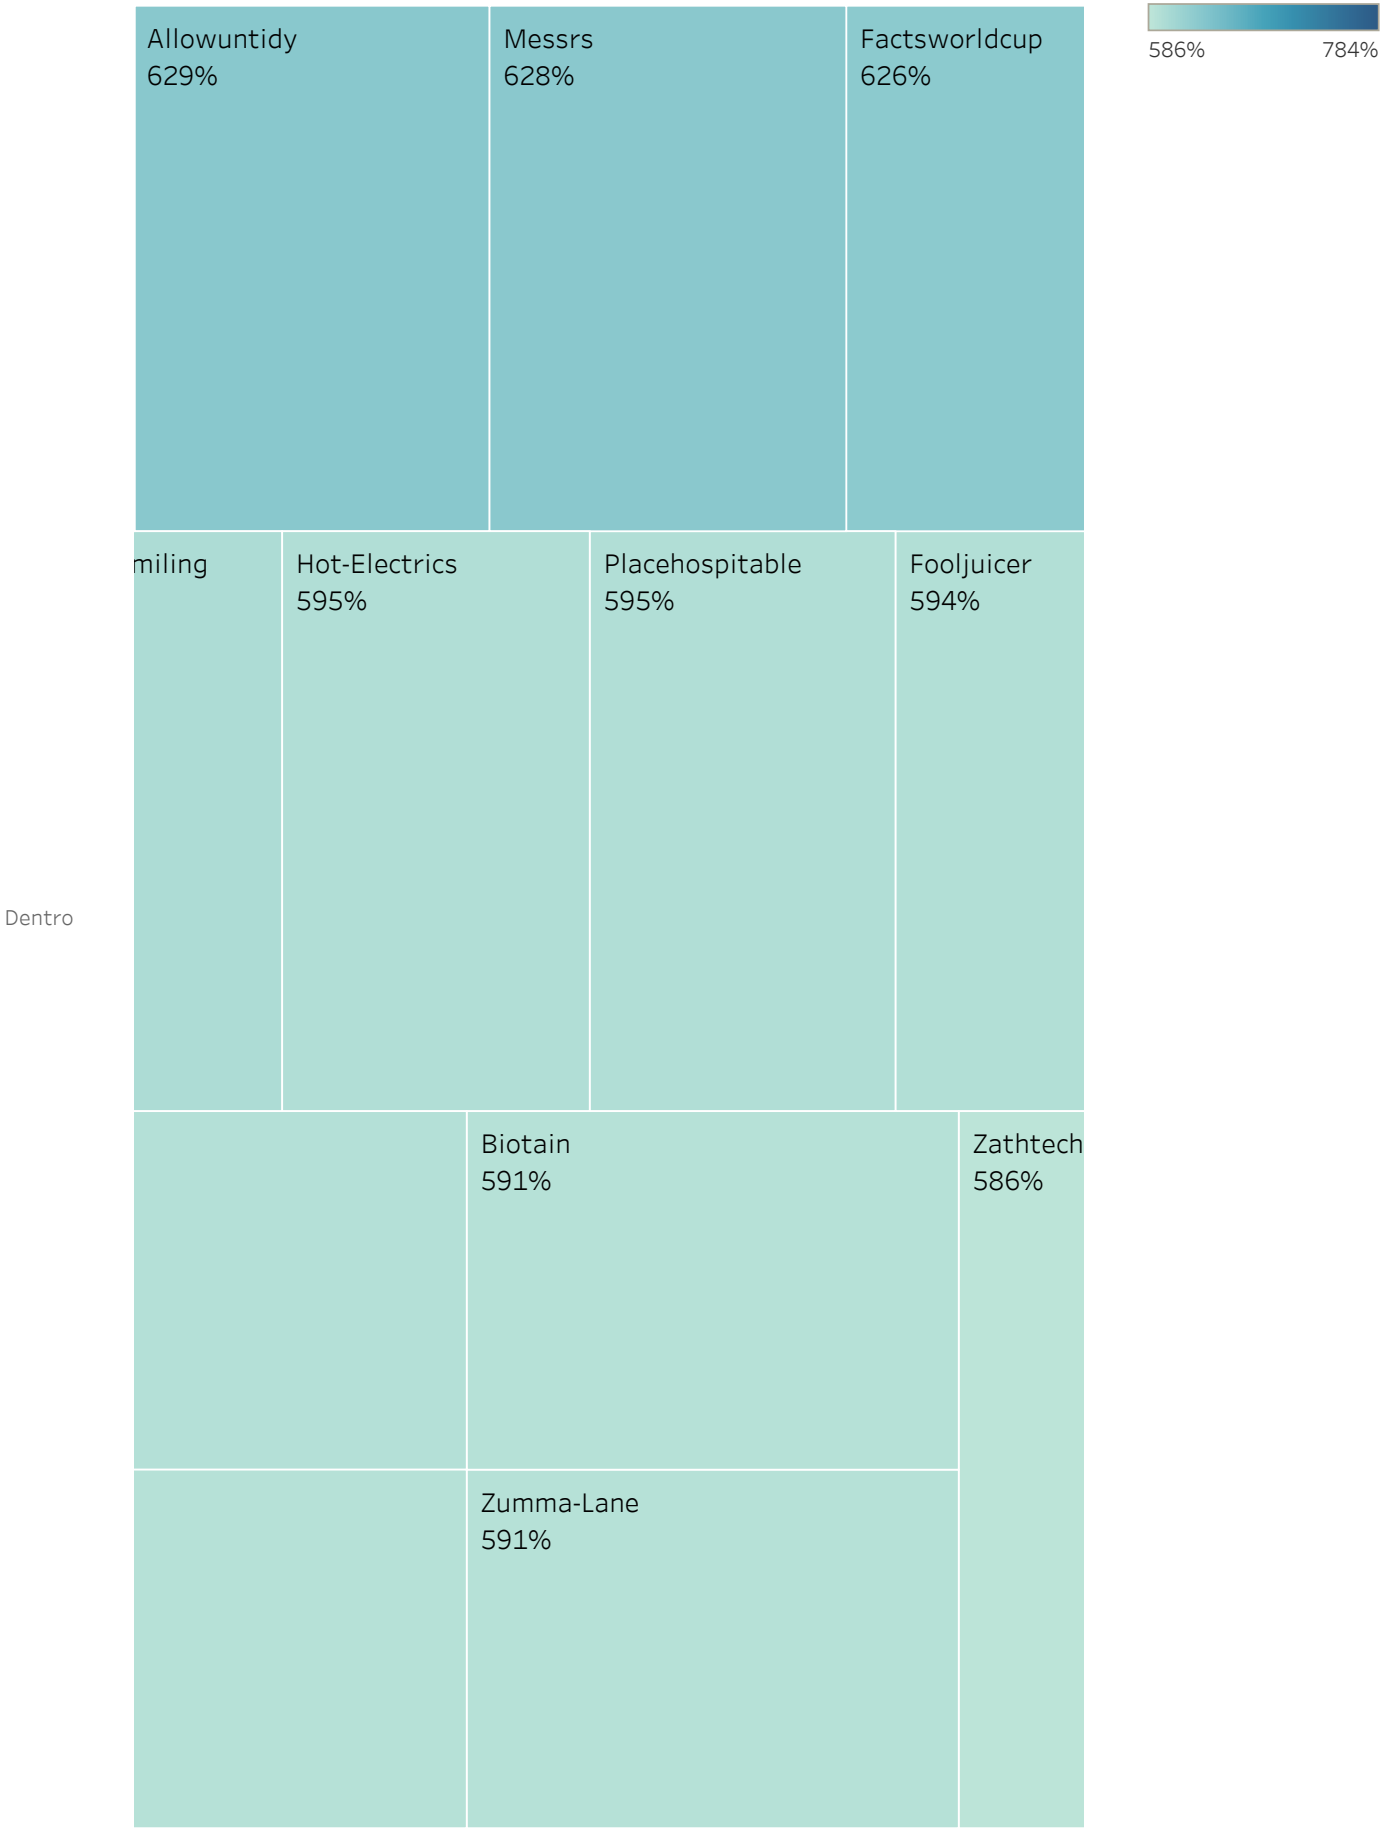 586% 784%
Allowuntidy
629%
Messrs
628%
Factsworldcup
626%
miling
Hot-Electrics
595%
Placehospitable
595%
Fooljuicer
594%
Dentro
Biotain
591%
Zathtech
586%
Zumma-Lane
591%